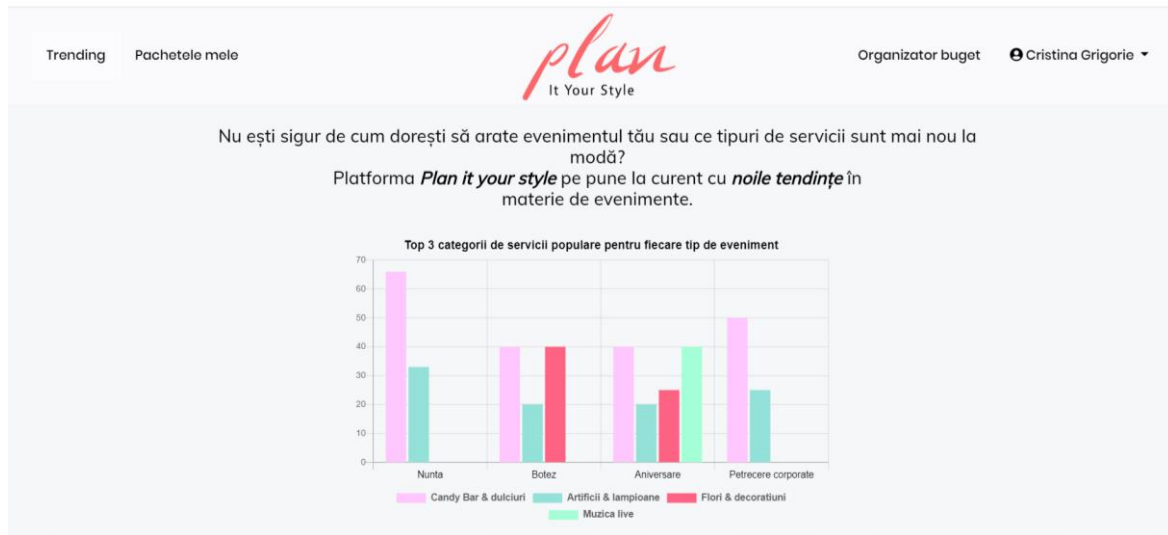 Trending
Pachetele mele
plan
It Your Style
Organizator buget
Cristina Grigorie
Nu ești sigur de cum dorești să arate evenimentul tău sau ce tipuri de servicii sunt mai nou la
modă?
Platforma Plan it your style pe pune la curent cu noile tendințe în
materie de evenimente.
Top 3 categorii de servicii populare pentru fiecare tip de eveniment
70
60
50
40
30
20
10
0
Nunta
Botez
Aniversare
Petrecere corporate
Candy Bar & dulciuri
Artificii & lampioane
Flori & decoratiuni
Muzica live